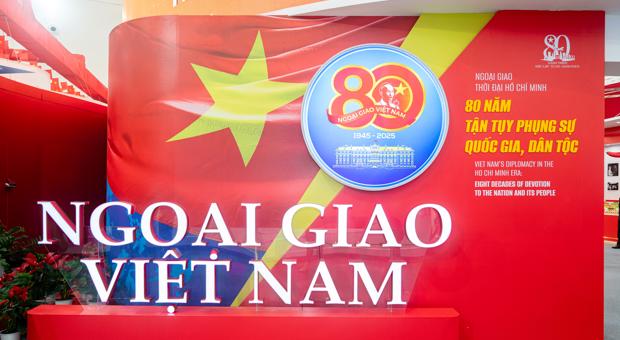 80
NGOẠI GIAO VIỆT NAM
1945 - 2025
80
NGOẠI GIAO
THỜI ĐẠI HỒ CHÍ MINH
80 NĂM
TẬN TỤY PHỤNG SỰ
QUỐC GIA, DÂN TỘC
VIET NAM'S DIPLOMACY IN THE
HO CHI MINH ERA:
EIGHT DECADES OF DEVOTION
TO THE NATION AND ITS PEOPLE
NGOẠI GIAO
VIỆT NAM